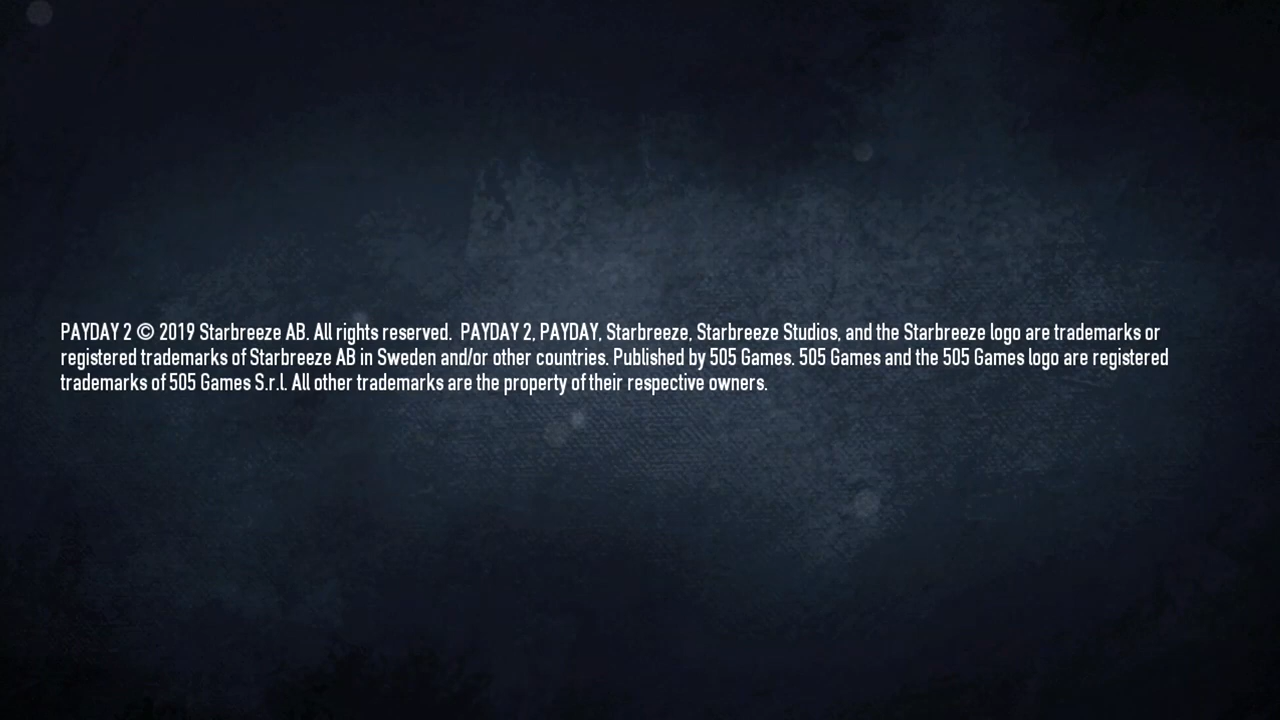 PAYDAY 2 © 2019 Starbreeze AB. All rights reserved.  PAYDAY 2, PAYDAY, Starbreeze, Starbreeze Studios, and the Starbreeze logo are trademarks or
registered trademarks of Starbreeze AB in Sweden and/or other countries. Published by 505 Games. 505 Games and the 505 Games logo are registered
trademarks of 505 Games S.r.l. All other trademarks are the property of their respective owners.